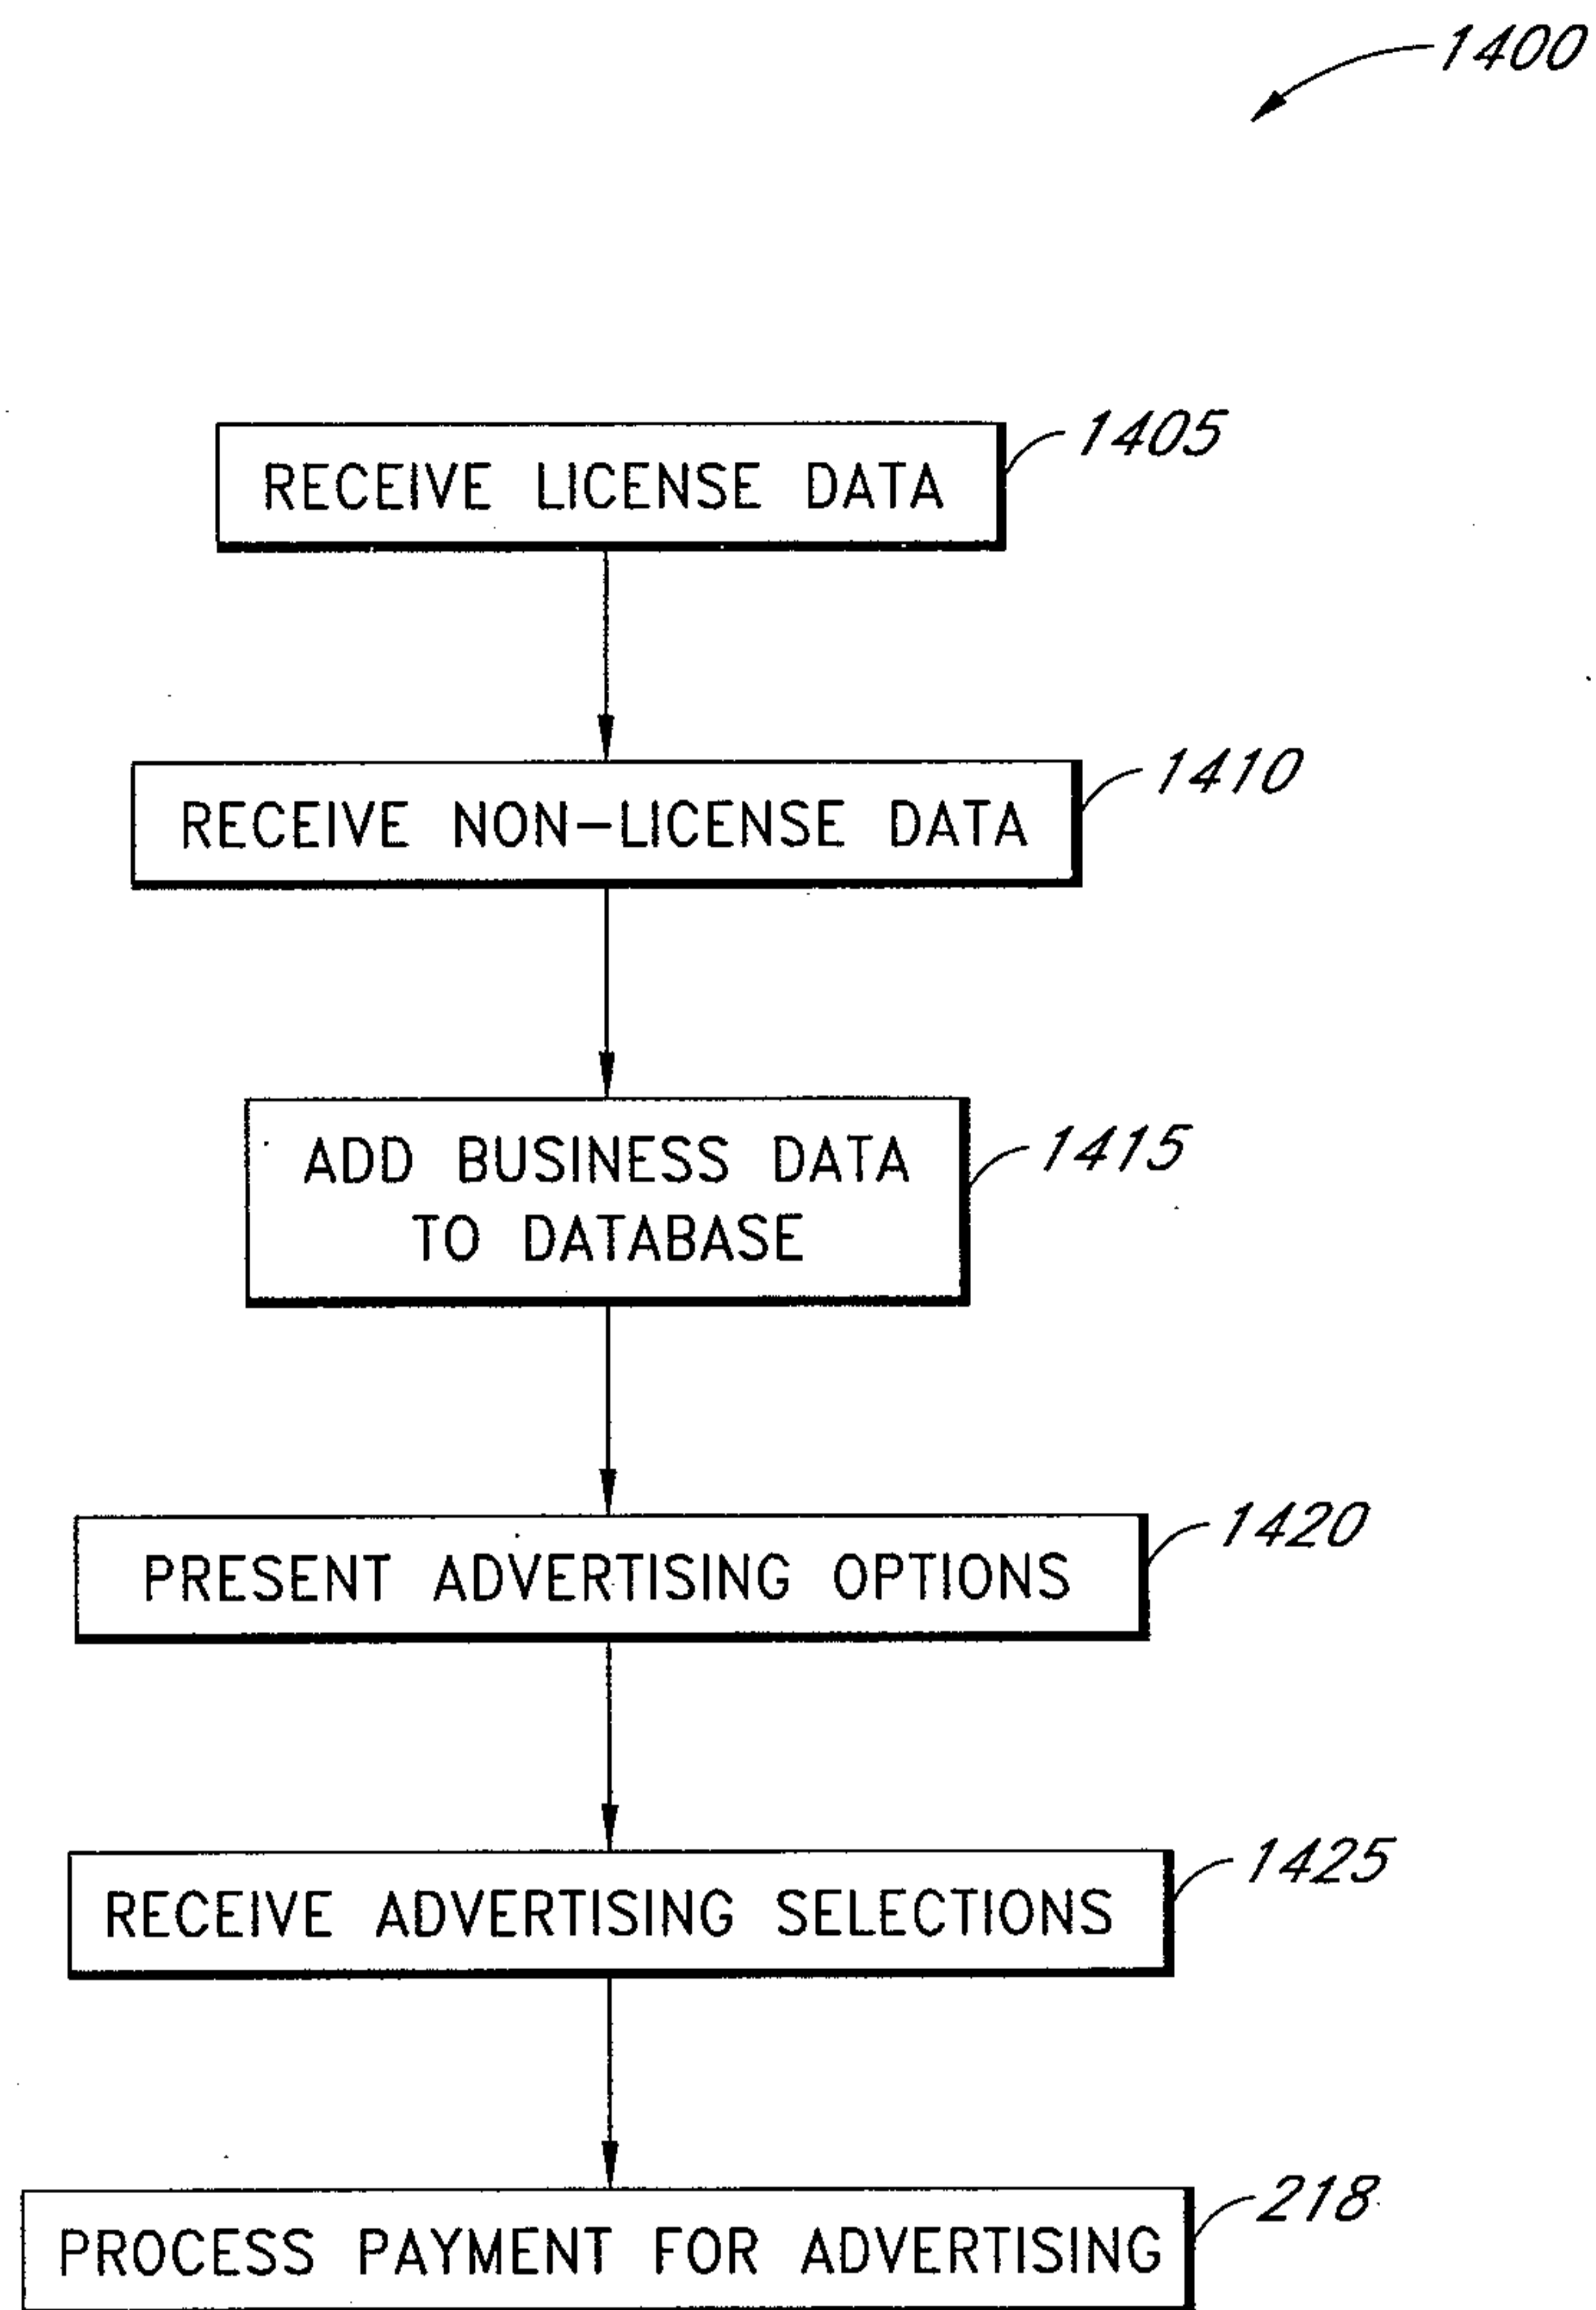 1400
RECEIVE LICENSE DATA
1405
RECEIVE NON-LICENSE DATA
1410
ADD BUSINESS DATA
TO DATABASE
1415
PRESENT ADVERTISING OPTIONS
1420
RECEIVE ADVERTISING SELECTIONS
1425
PROCESS PAYMENT FOR ADVERTISING
218